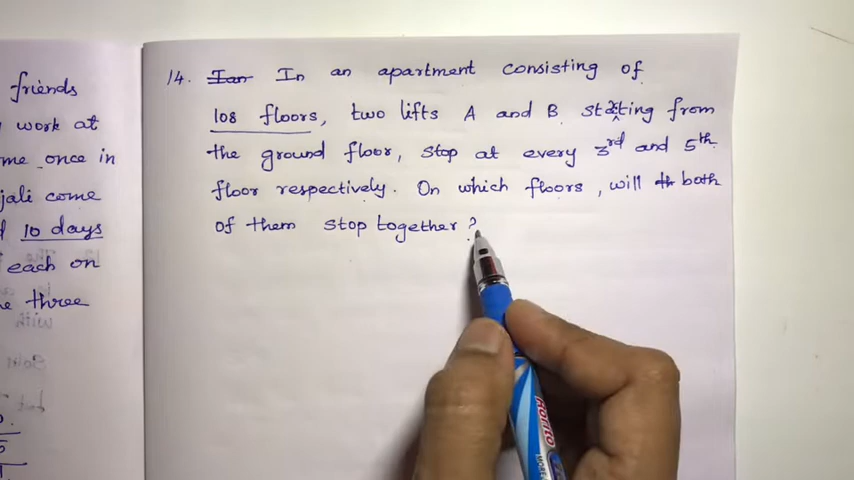 friends
work at
me once in
jali come
10 days
each on
three
14. Ian In an apartment consisting of
108 floors, two lifts A and B stating from
the ground floor, stop at every 3rd and 5th
floor respectively. On which floors, will th both
of them stop together?